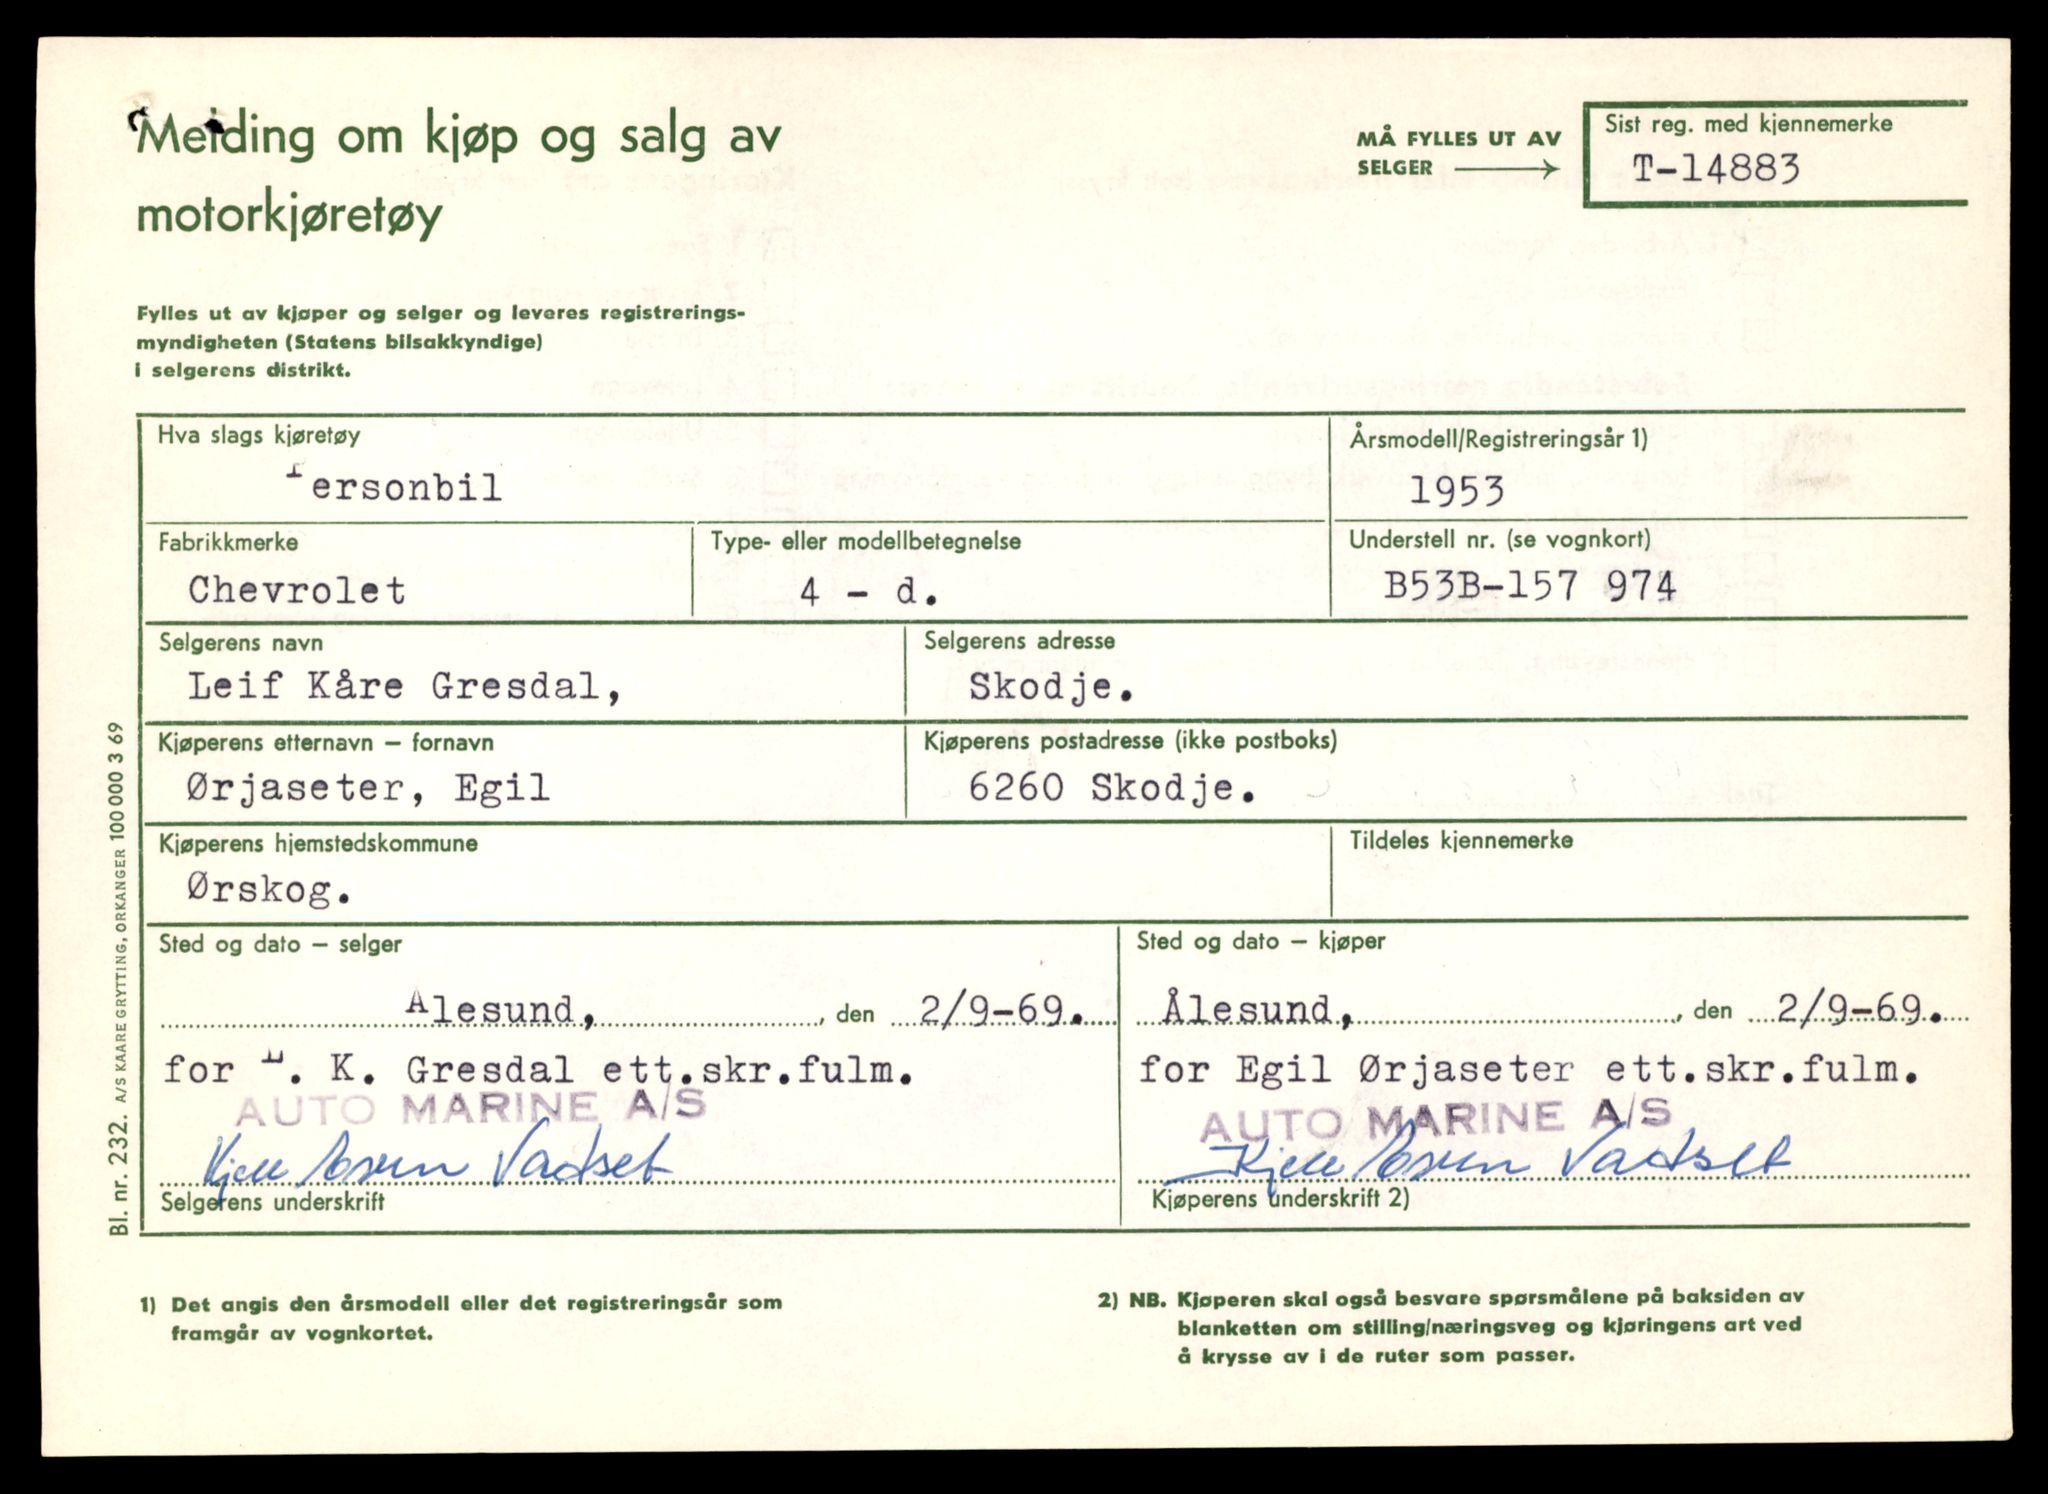 Melding om kjøp og salg av
motorkjøretøy
MÅ FYLLES UT AV
SELGER
Sist reg. med kjennemerke
T-14883
Fylles ut av kjøper og selger og leveres registrerings-
myndigheten (Statens bilsakkyndige)
i selgerens distrikt.
Hva slags kjøretøy
Personbil
Årsmodell/Registreringsår 1)
1953
Fabrikkmerke
Chevrolet
Type- eller modellbetegnelse
4 - d.
Understell nr. (se vognkort)
B53B-157 974
Selgerens navn
Leif Kåre Gresdal,
Selgerens adresse
Skodje.
Kjøperens etternavn – fornavn
Ørjaseter, Egil
Kjøperens postadresse (ikke postboks)
6260 Skodje.
Kjøperens hjemstedskommune
Ørskog.
Tildeles kjennemerke
Sted og dato – selger
Ålesund, , den 2/9-69.
for L. K. Gresdal ett.skr.fulm.
AUTO MARINE A/S
Kjell Vadset
Selgerens underskrift
Sted og dato – kjøper
Ålesund, , den 2/9-69.
for Egil Ørjaseter ett.skr.fulm.
AUTO MARINE A/S
Kjell Vadset
Kjøperens underskrift 2)
Bl. nr. 232. A/S KAARE GRYTTING, ORKANGER 100 000 3 69
1) Det angis den årsmodell eller det registreringsår som
framgår av vognkortet.
2) NB. Kjøperen skal også besvare spørsmålene på baksiden av
blanketten om stilling/næringsveg og kjøringens art ved
å krysse av i de ruter som passer.